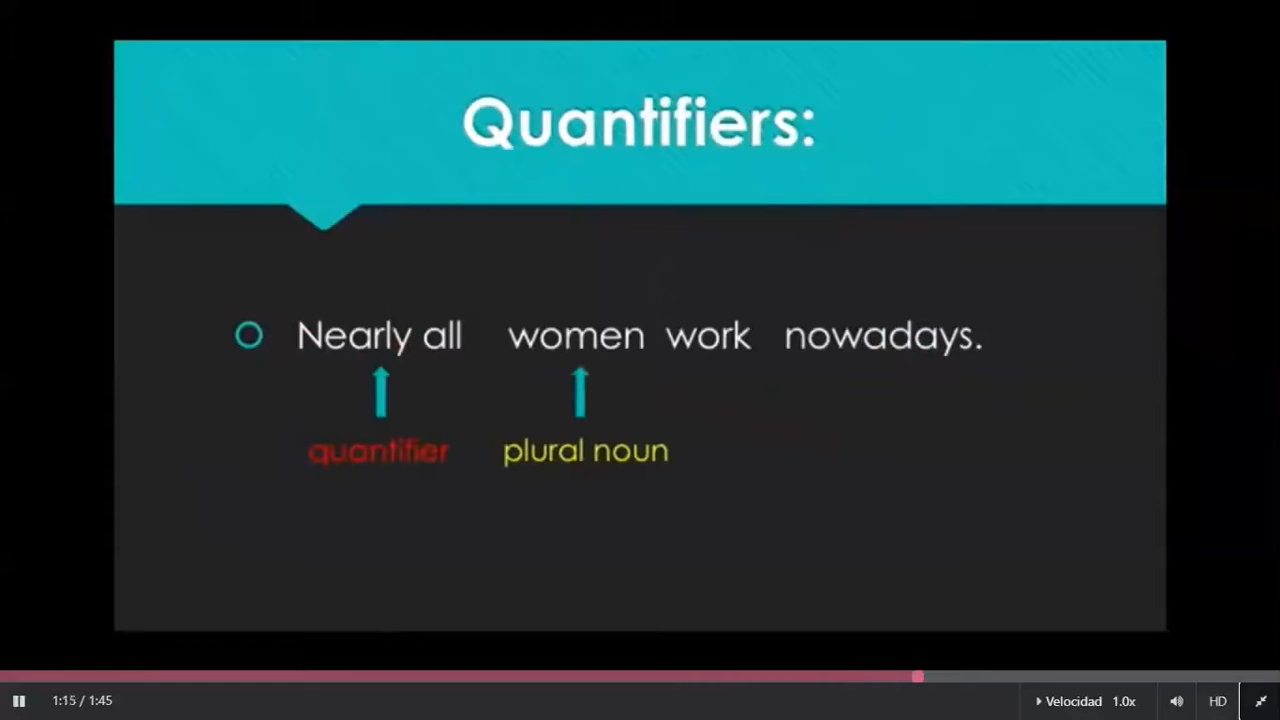 Quantifiers:
Nearly all women work nowadays.
quantifier plural noun
1:15 / 1:45 Velocidad 1.0x HD